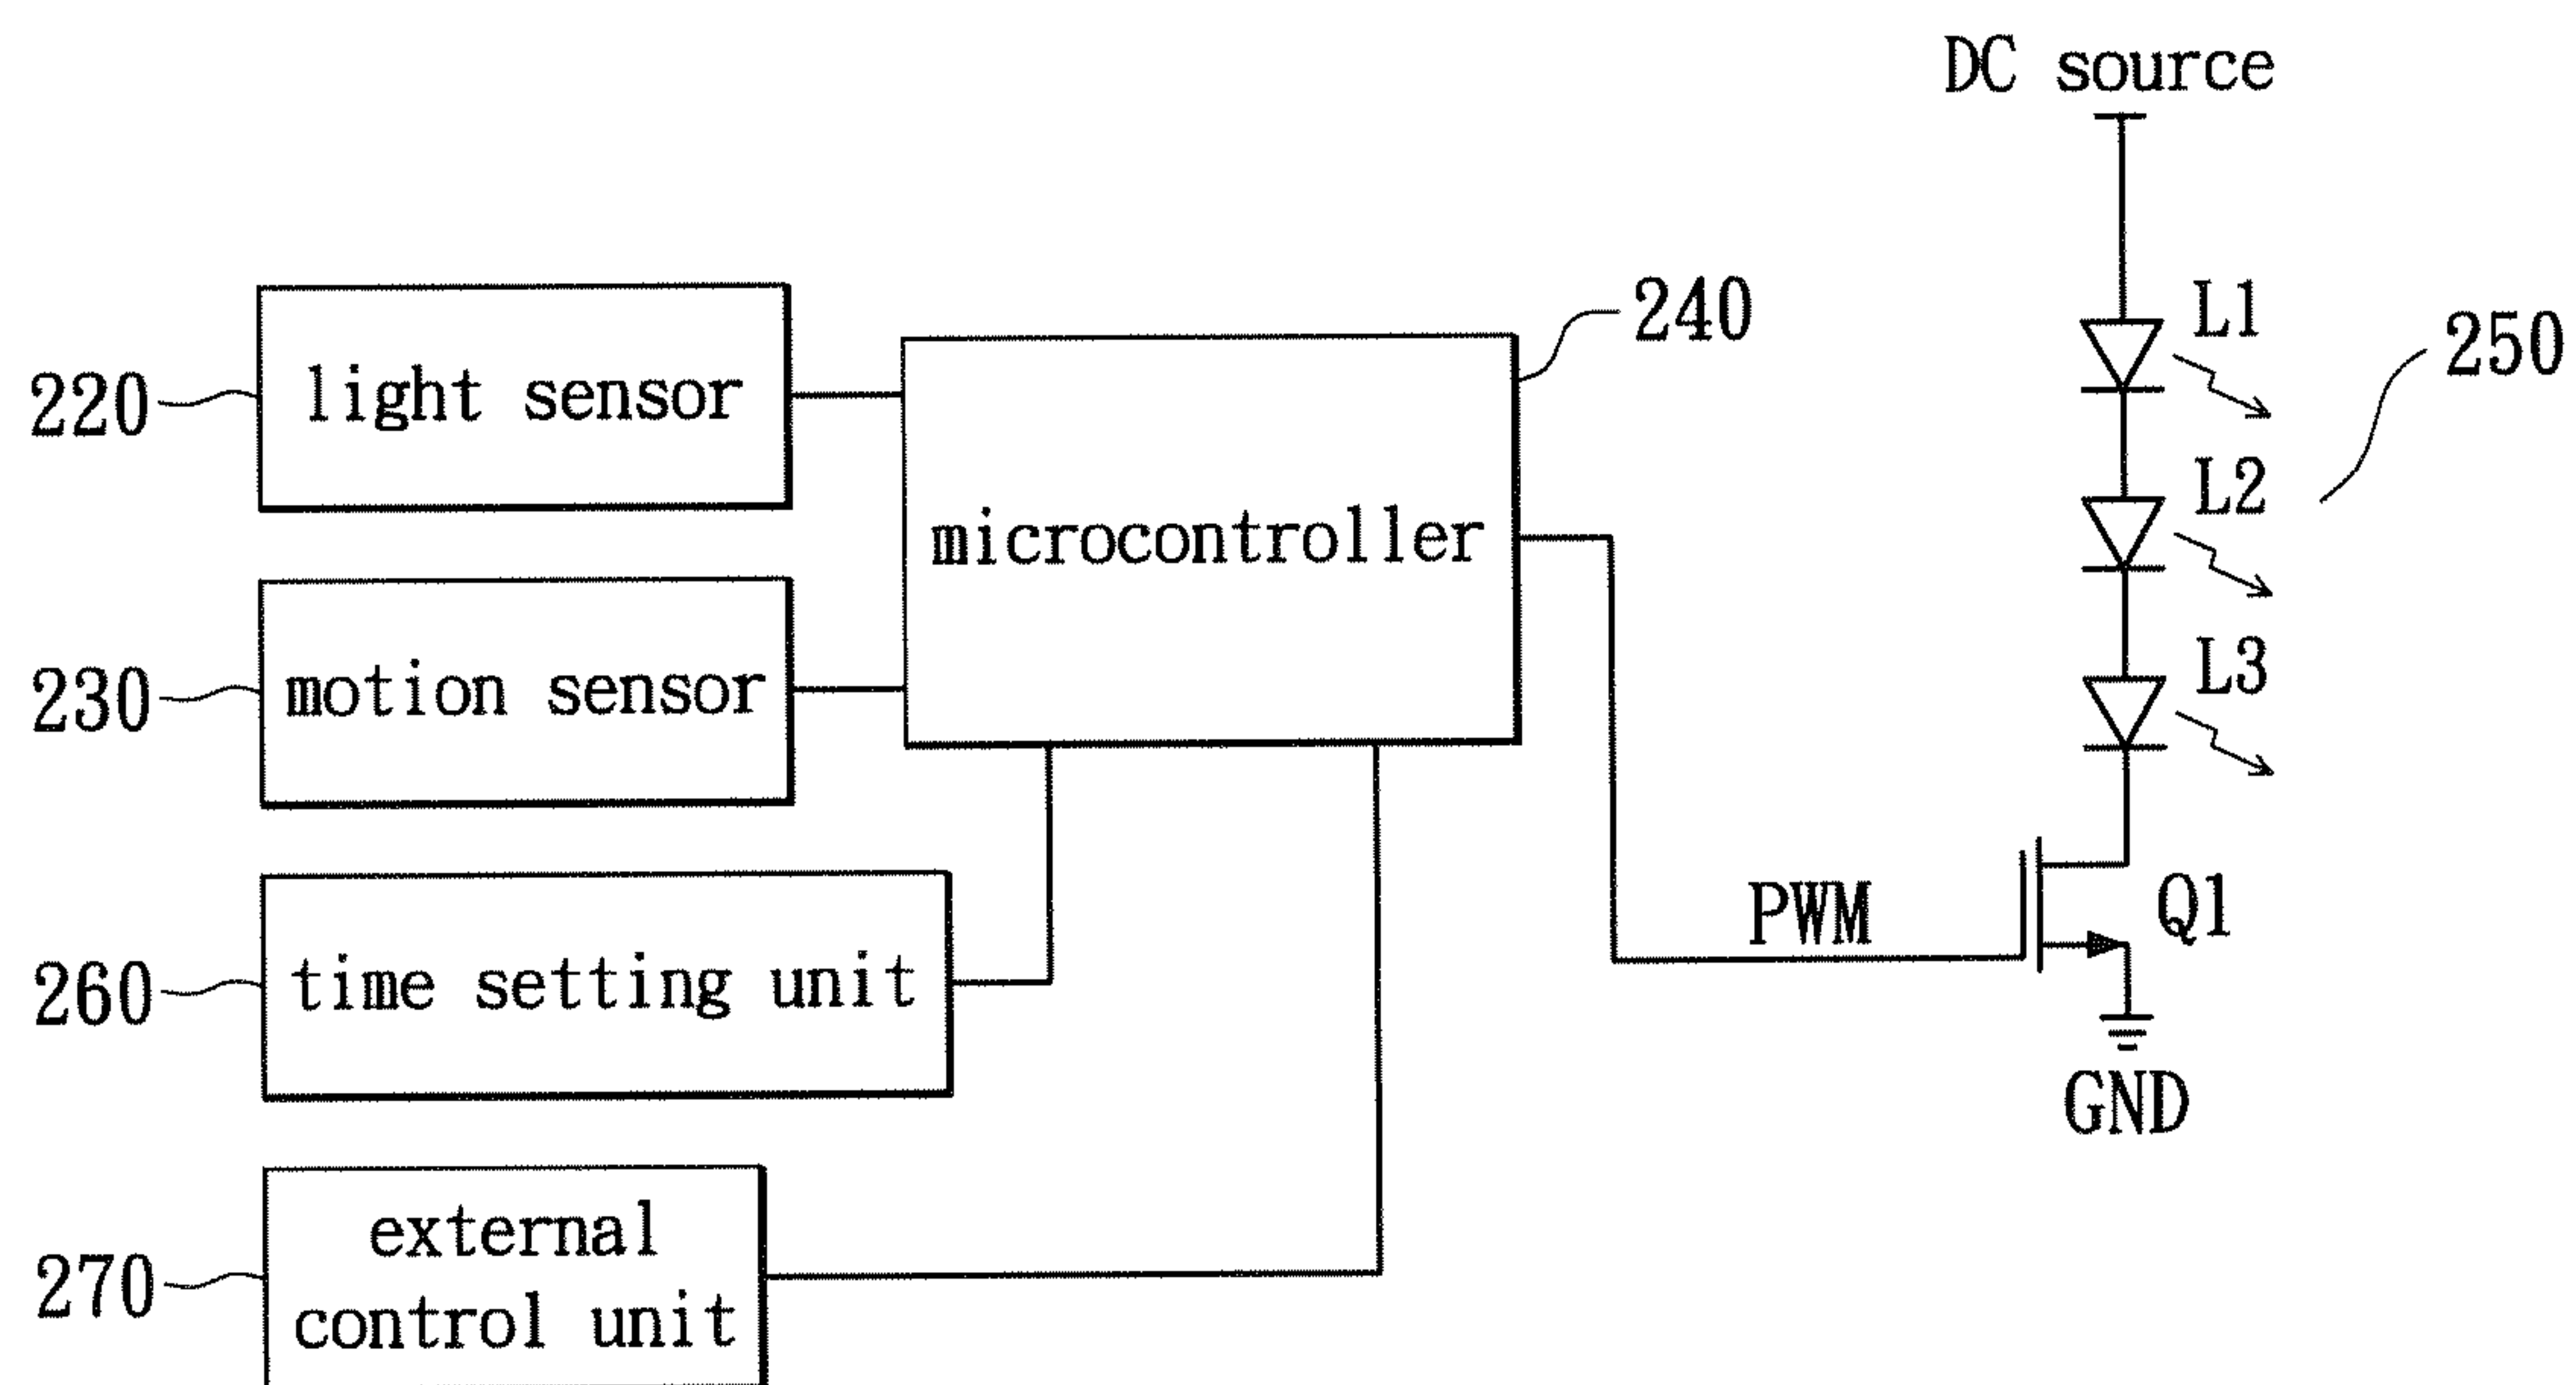 DC source
L1
240
250
220
light sensor
L2
microcontroller
230
motion sensor
L3
PWM
Q1
260
time setting unit
GND
270
external
control unit